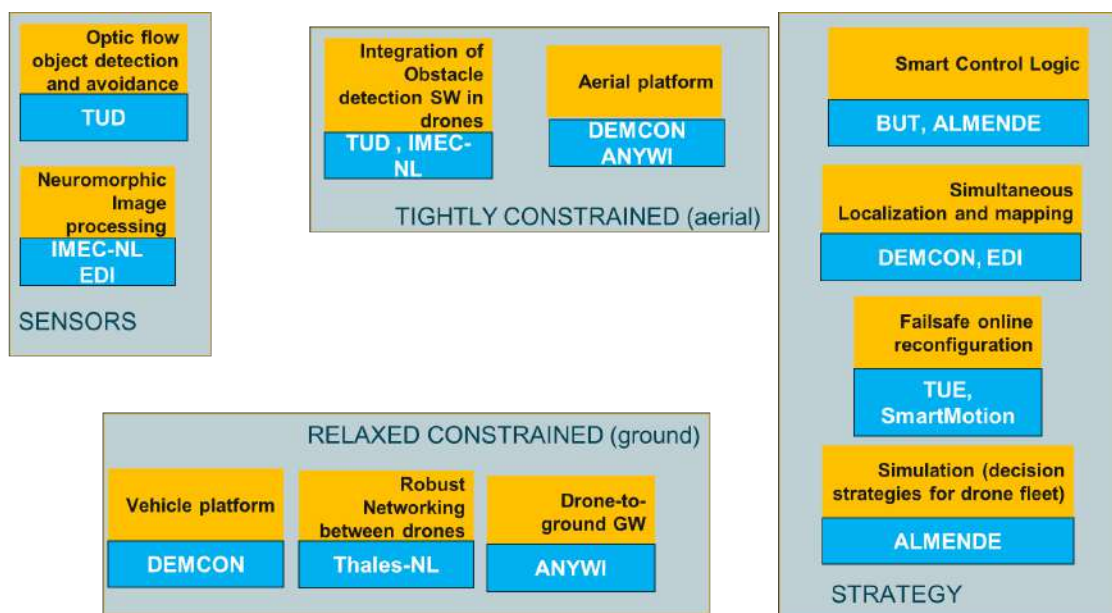 Optic flow
object detection
and avoidance
TUD
Neuromorphic
Image
processing
IMEC-NL
EDI
SENSORS
Integration of
Obstacle
detection SW in
drones
TUD , IMEC-
NL
Aerial platform
DEMCON
ANYWI
TIGHTLY CONSTRAINED (aerial)
RELAXED CONSTRAINED (ground)
Vehicle platform
DEMCON
Robust
Networking
between drones
Thales-NL
Drone-to-
ground GW
ANYWI
Smart Control Logic
BUT, ALMENDE
Simultaneous
Localization and mapping
DEMCON, EDI
Failsafe online
reconfiguration
TUE,
SmartMotion
Simulation (decision
strategies for drone fleet)
ALMENDE
STRATEGY